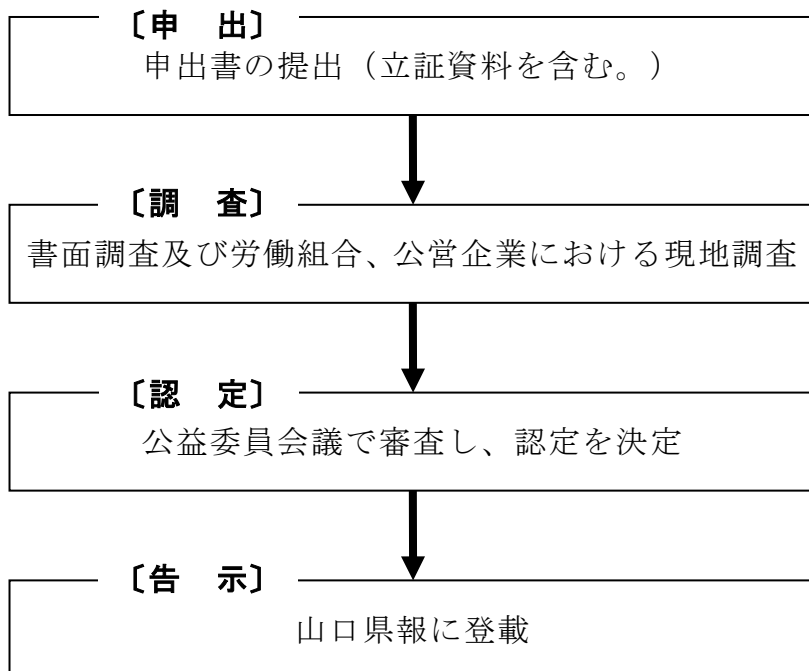 〔申　出〕
申出書の提出（立証資料を含む。）
〔調　査〕
書面調査及び労働組合、公営企業における現地調査
〔認　定〕
公益委員会議で審査し、認定を決定
〔告　示〕
山口県報に登載